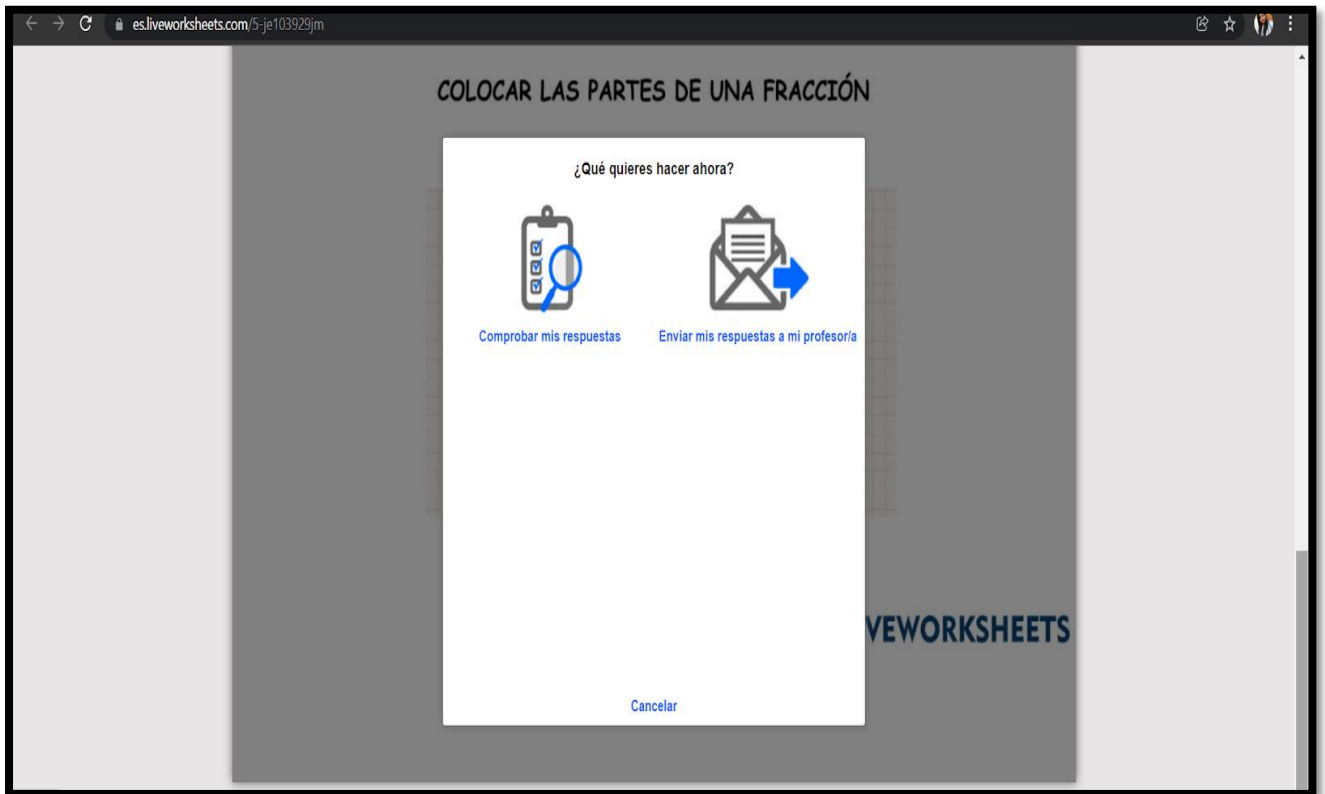 es.liveworksheets.com/5-je103929jm
COLOCAR LAS PARTES DE UNA FRACCIÓN
¿Qué quieres hacer ahora?
Comprobar mis respuestas
Enviar mis respuestas a mi profesor/a
VEWORKSHEETS
Cancelar